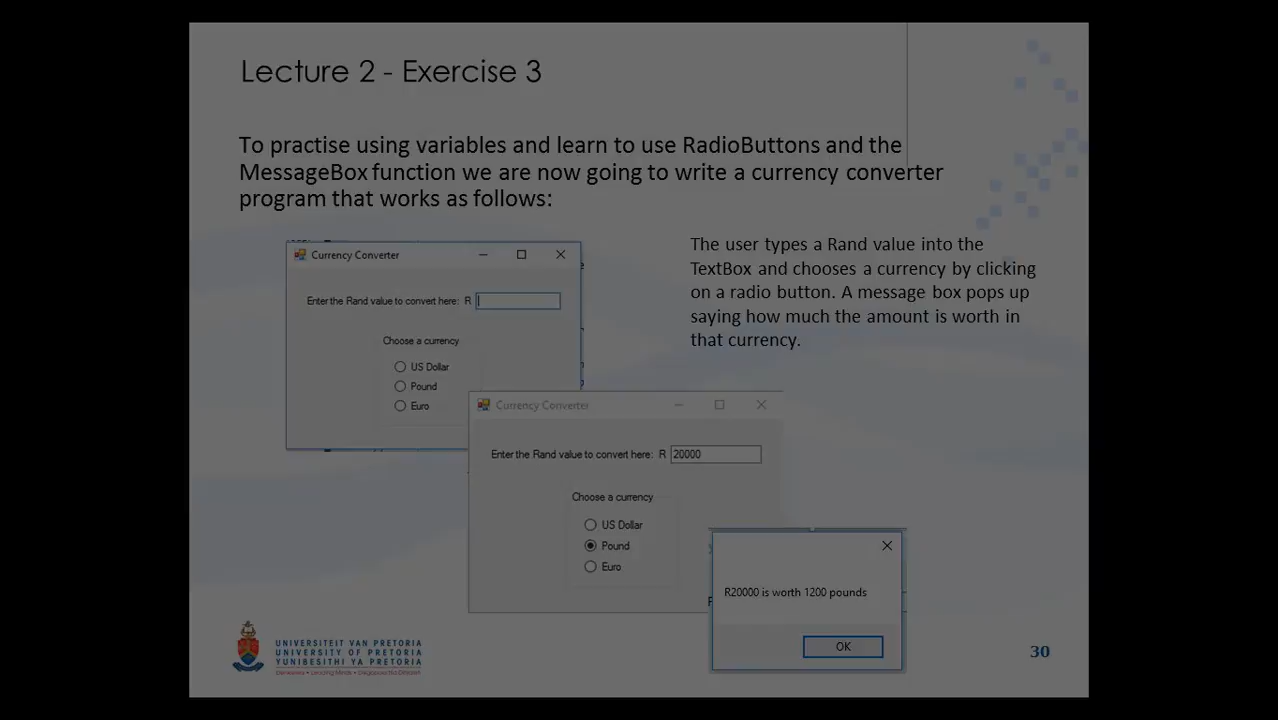 Lecture 2 - Exercise 3
To practise using variables and learn to use RadioButtons and the
MessageBox function we are now going to write a currency converter
program that works as follows:
Currency Converter
Enter the Rand value to convert here: R
Choose a currency
US Dollar
Pound
Euro
The user types a Rand value into the
TextBox and chooses a currency by clicking
on a radio button. A message box pops up
saying how much the amount is worth in
that currency.
Currency Converter
Enter the Rand value to convert here: R 20000
Choose a currency
US Dollar
Pound
Euro
R20000 is worth 1200 pounds
OK
UNIVERSITEIT VAN PRETORIA
UNIVERSITY OF PRETORIA
YUNIBESITHI YA PRETORIA
30